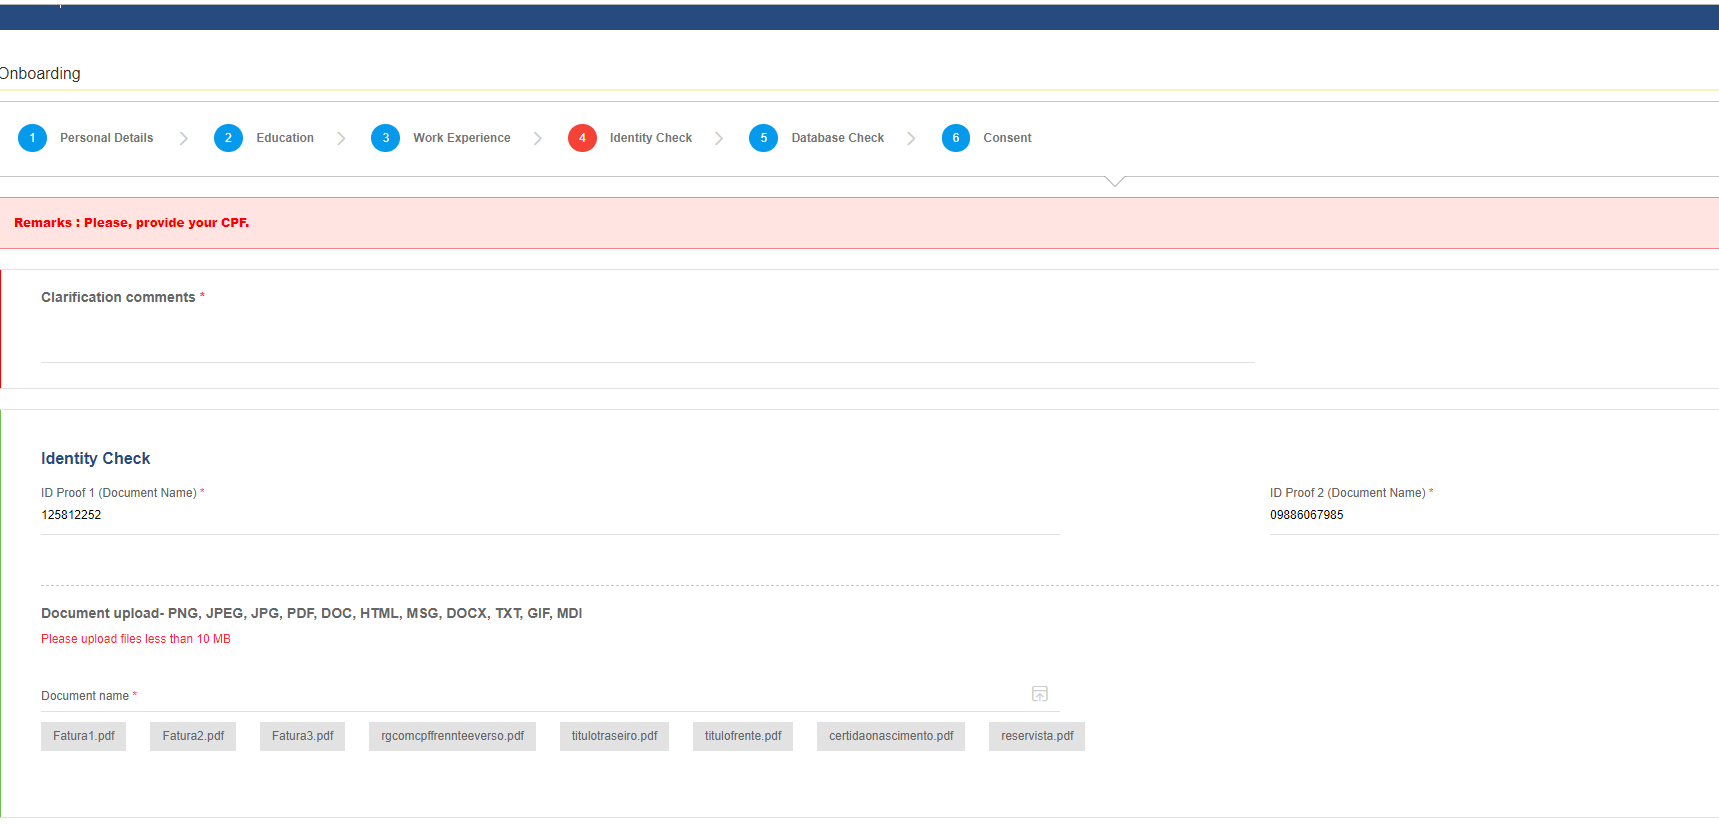 Onboarding
1 Personal Details 2 Education 3 Work Experience 4 Identity Check 5 Database Check 6 Consent
Remarks : Please, provide your CPF.
Clarification comments *
Identity Check
ID Proof 1 (Document Name) * ID Proof 2 (Document Name) *
125812252 09886067985
Document upload- PNG, JPEG, JPG, PDF, DOC, HTML, MSG, DOCX, TXT, GIF, MDI
Please upload files less than 10 MB
Document name *
Fatura1.pdf Fatura2.pdf Fatura3.pdf rgcomcpffrennteeverso.pdf titulotraseiro.pdf titulofrente.pdf certidaonascimento.pdf reservista.pdf